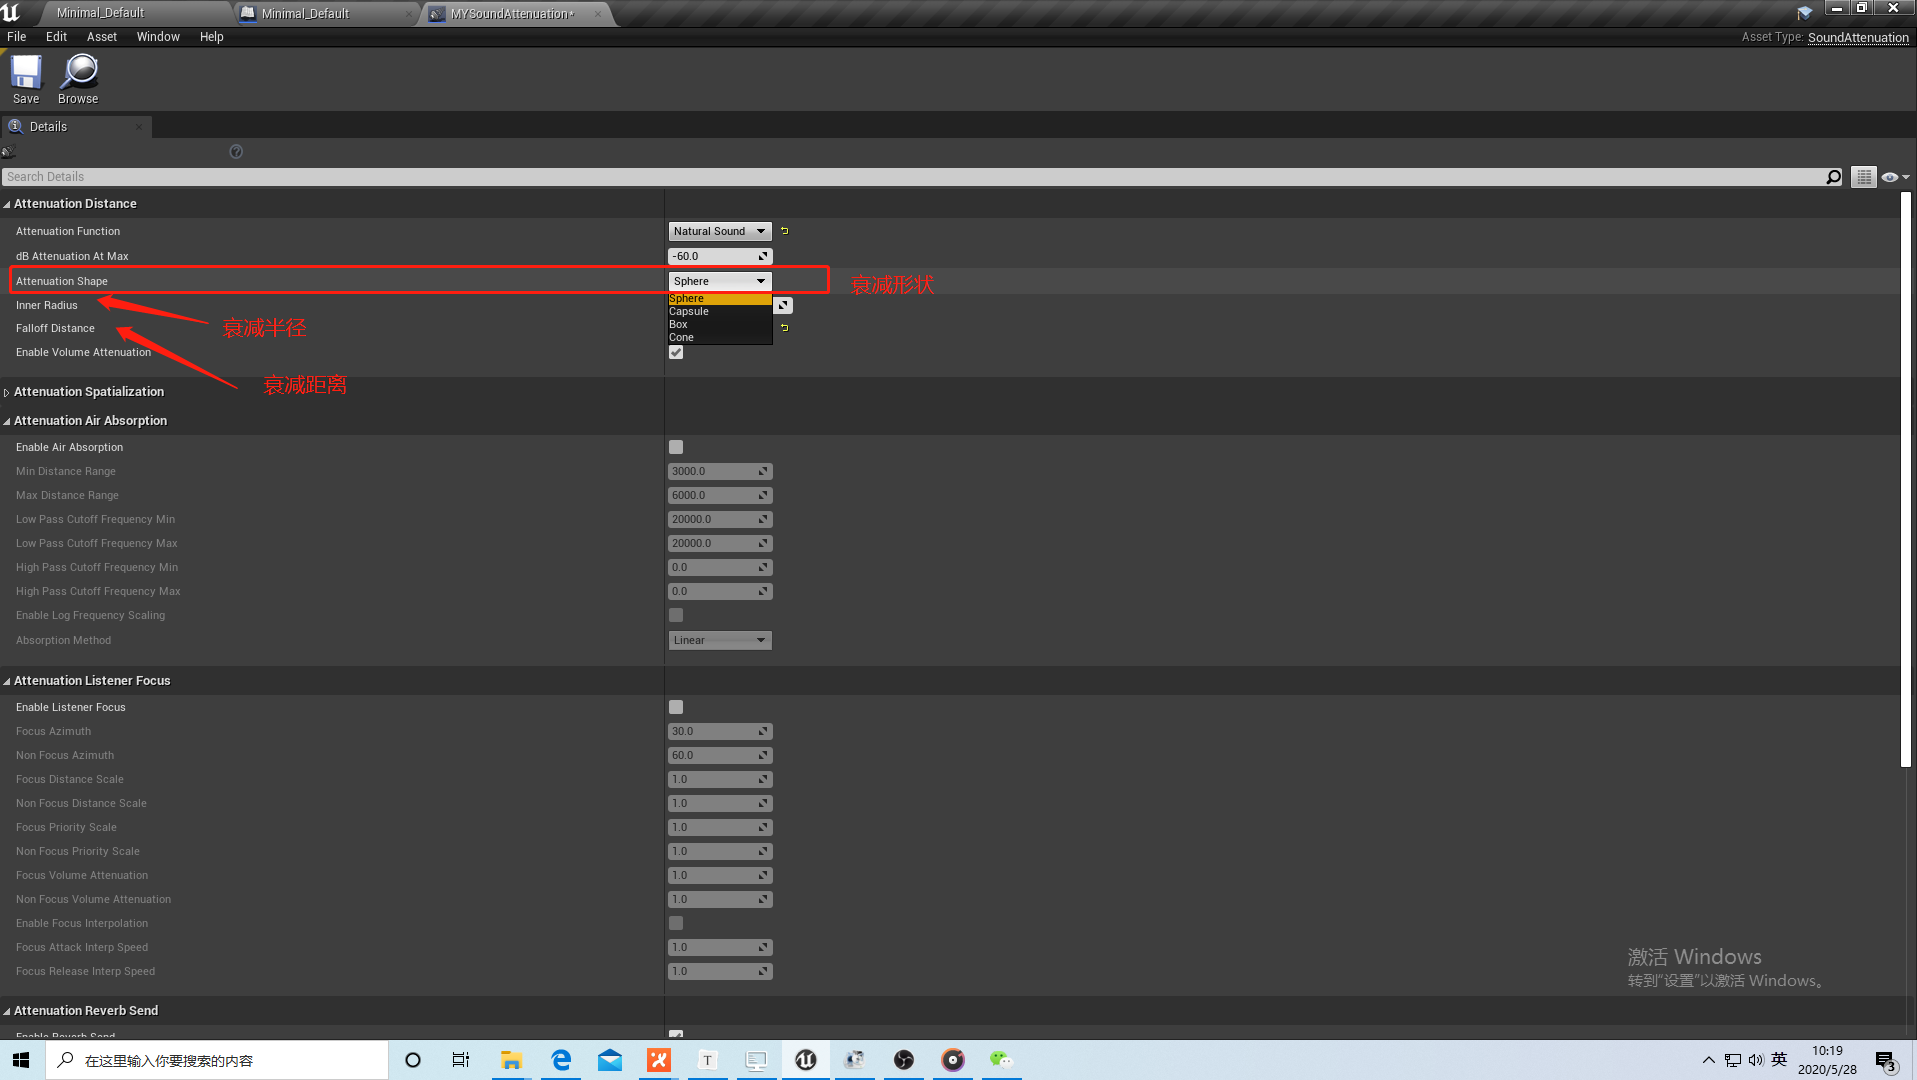 Minimal_Default
Minimal_Default
MYSoundAttenuation*
File Edit Asset Window Help
Asset Type: SoundAttenuation
Save Browse
Details
Search Details
Attenuation Distance
Attenuation Function Natural Sound
dB Attenuation At Max -60.0
Attenuation Shape Sphere 衰减形状
Sphere
Inner Radius
Capsule
衰减半径
Falloff Distance Box
Cone
Enable Volume Attenuation
衰减距离
Attenuation Spatialization
Attenuation Air Absorption
Enable Air Absorption
Min Distance Range 3000.0
Max Distance Range 6000.0
Low Pass Cutoff Frequency Min 20000.0
Low Pass Cutoff Frequency Max 20000.0
High Pass Cutoff Frequency Min 0.0
High Pass Cutoff Frequency Max 0.0
Enable Log Frequency Scaling
Absorption Method Linear
Attenuation Listener Focus
Enable Listener Focus
Focus Azimuth 30.0
Non Focus Azimuth 60.0
Focus Distance Scale 1.0
Non Focus Distance Scale 1.0
Focus Priority Scale 1.0
Non Focus Priority Scale 1.0
Focus Volume Attenuation 1.0
Non Focus Volume Attenuation 1.0
Enable Focus Interpolation
Focus Attack Interp Speed 1.0
Focus Release Interp Speed 1.0
激活 Windows
转到“设置”以激活 Windows。
Attenuation Reverb Send
Enable Reverb Send
在这里输入你要搜索的内容
英
10:19
2020/5/28
3